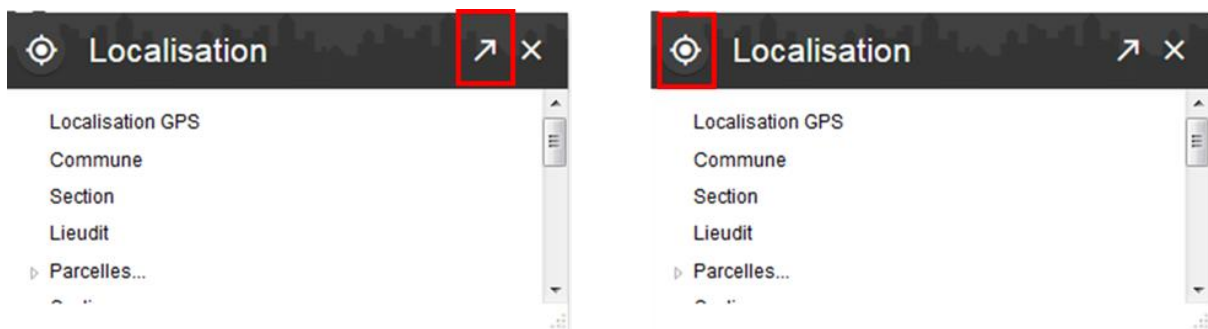 Localisation
Localisation GPS
Commune
Section
Lieudit
Parcelles...
Localisation
Localisation GPS
Commune
Section
Lieudit
Parcelles...